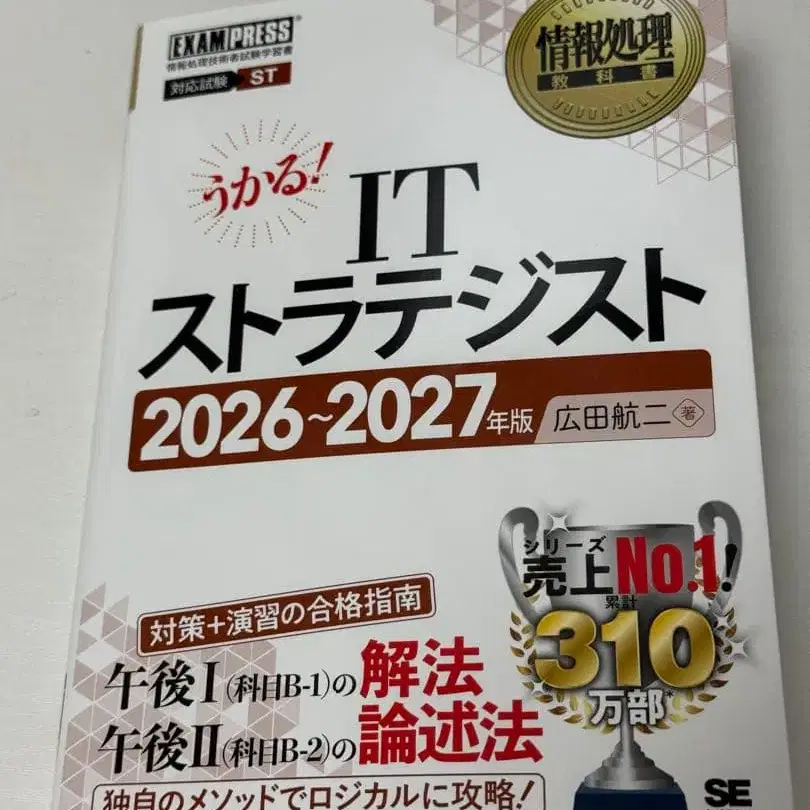 EXAMPRESS®
情報処理技術者試験学習書
対応試験 ST
情報処理
教科書
うかる!
IT
ストラテジスト
2026~2027年版 広田航二 著
シリーズ
売上No.1!
累計
310
万部*
対策+演習の合格指南
午後I(科目B-1)の解法
午後II(科目B-2)の論述法
独自のメソッドでロジカルに攻略!
SE